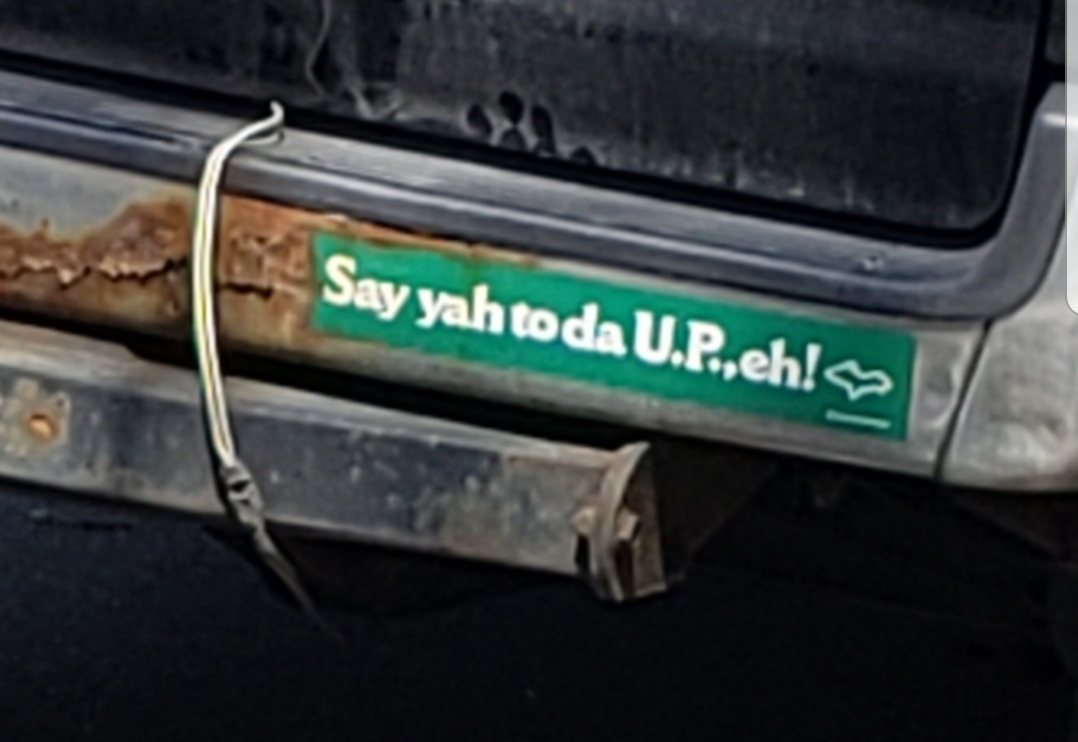 Say yah to da U.P., eh!